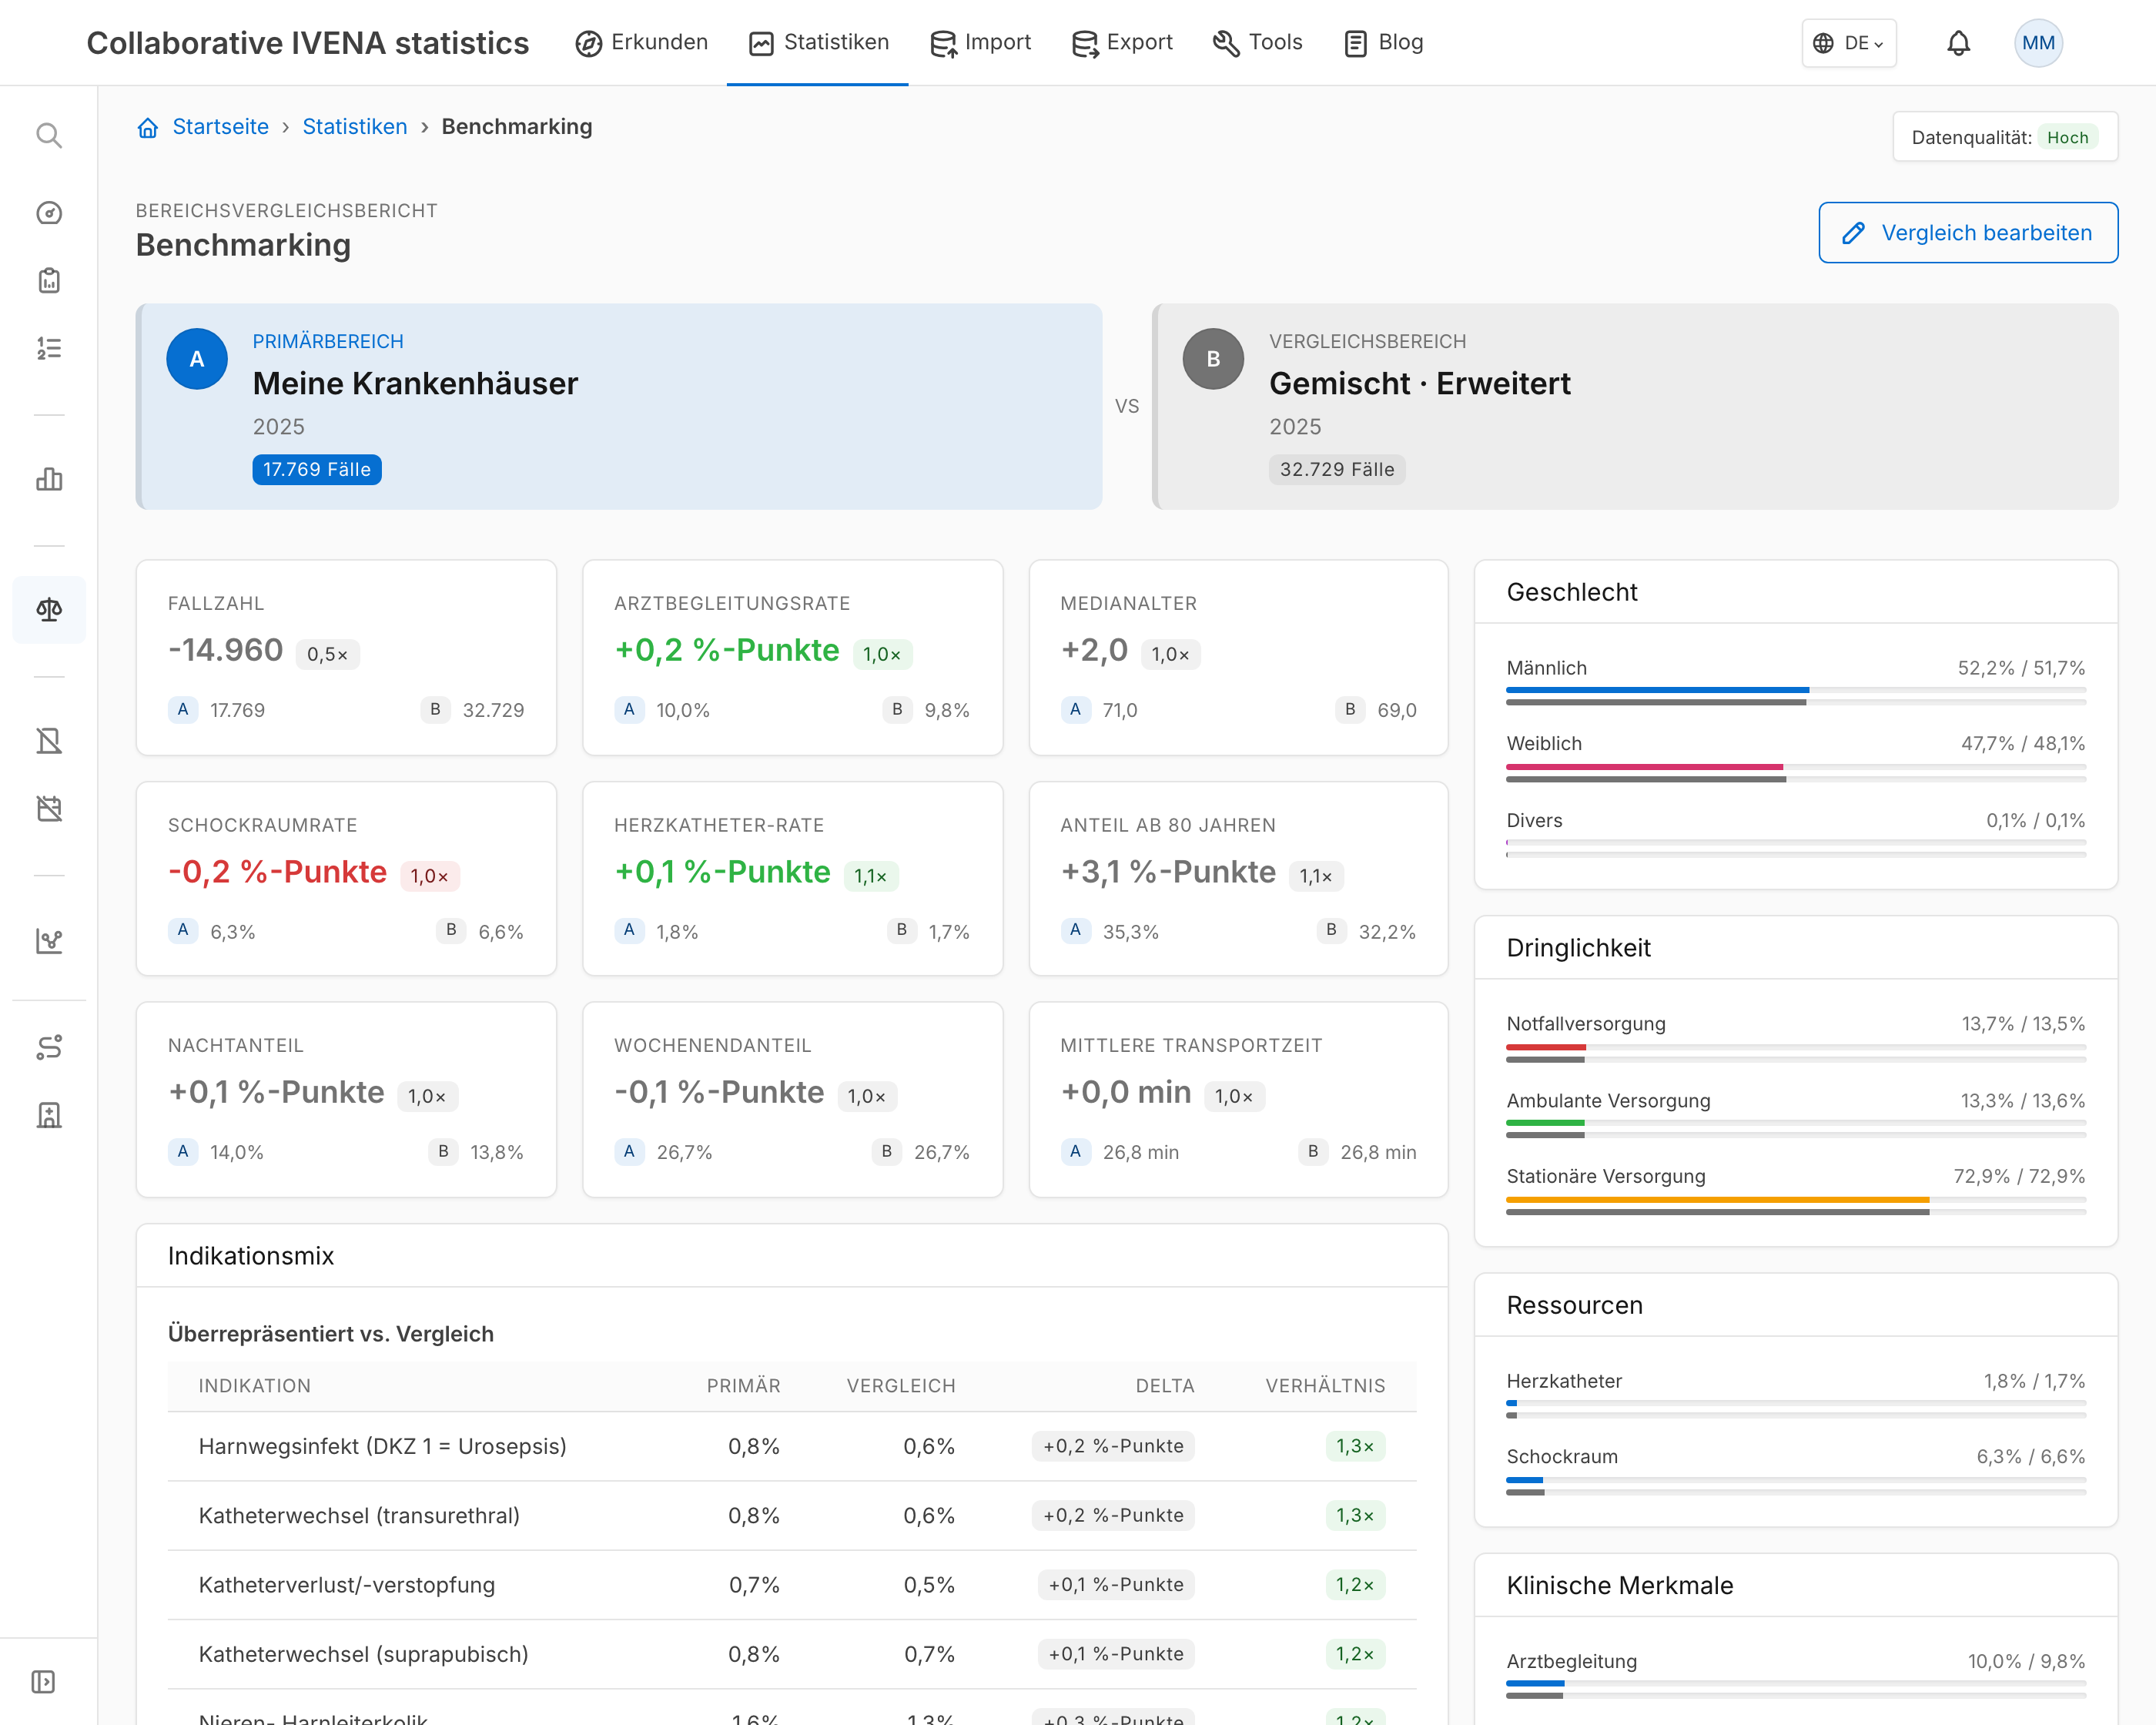 Collaborative IVENA statistics
Erkunden
Statistiken
Import
Export
Tools
Blog
DE
MM
Startseite › Statistiken › Benchmarking
Datenqualität: Hoch
BEREICHSVERGLEICHSBERICHT
Benchmarking
Vergleich bearbeiten
A
PRIMÄRBEREICH
Meine Krankenhäuser
2025
17.769 Fälle
VS
B
VERGLEICHSBEREICH
Gemischt · Erweitert
2025
32.729 Fälle
FALLZAHL
-14.960 0,5×
A 17.769 B 32.729
ARZTBEGLEITUNGSRATE
+0,2 %-Punkte 1,0×
A 10,0% B 9,8%
MEDIANALTER
+2,0 1,0×
A 71,0 B 69,0
SCHOCKRAUMRATE
-0,2 %-Punkte 1,0×
A 6,3% B 6,6%
HERZKATHETER-RATE
+0,1 %-Punkte 1,1×
A 1,8% B 1,7%
ANTEIL AB 80 JAHREN
+3,1 %-Punkte 1,1×
A 35,3% B 32,2%
NACHTANTEIL
+0,1 %-Punkte 1,0×
A 14,0% B 13,8%
WOCHENENDANTEIL
-0,1 %-Punkte 1,0×
A 26,7% B 26,7%
MITTLERE TRANSPORTZEIT
+0,0 min 1,0×
A 26,8 min B 26,8 min
Indikationsmix
Überrepräsentiert vs. Vergleich
INDIKATION PRIMÄR VERGLEICH DELTA VERHÄLTNIS
Harnwegsinfekt (DKZ 1 = Urosepsis) 0,8% 0,6% +0,2 %-Punkte 1,3×
Katheterwechsel (transurethral) 0,8% 0,6% +0,2 %-Punkte 1,3×
Katheterverlust/-verstopfung 0,7% 0,5% +0,1 %-Punkte 1,2×
Katheterwechsel (suprapubisch) 0,8% 0,7% +0,1 %-Punkte 1,2×
Nieren- Harnleiterkolik 1,6% 1,3% +0,3 %-Punkte 1,2×
Geschlecht
Männlich 52,2% / 51,7%
Weiblich 47,7% / 48,1%
Divers 0,1% / 0,1%
Dringlichkeit
Notfallversorgung 13,7% / 13,5%
Ambulante Versorgung 13,3% / 13,6%
Stationäre Versorgung 72,9% / 72,9%
Ressourcen
Herzkatheter 1,8% / 1,7%
Schockraum 6,3% / 6,6%
Klinische Merkmale
Arztbegleitung 10,0% / 9,8%